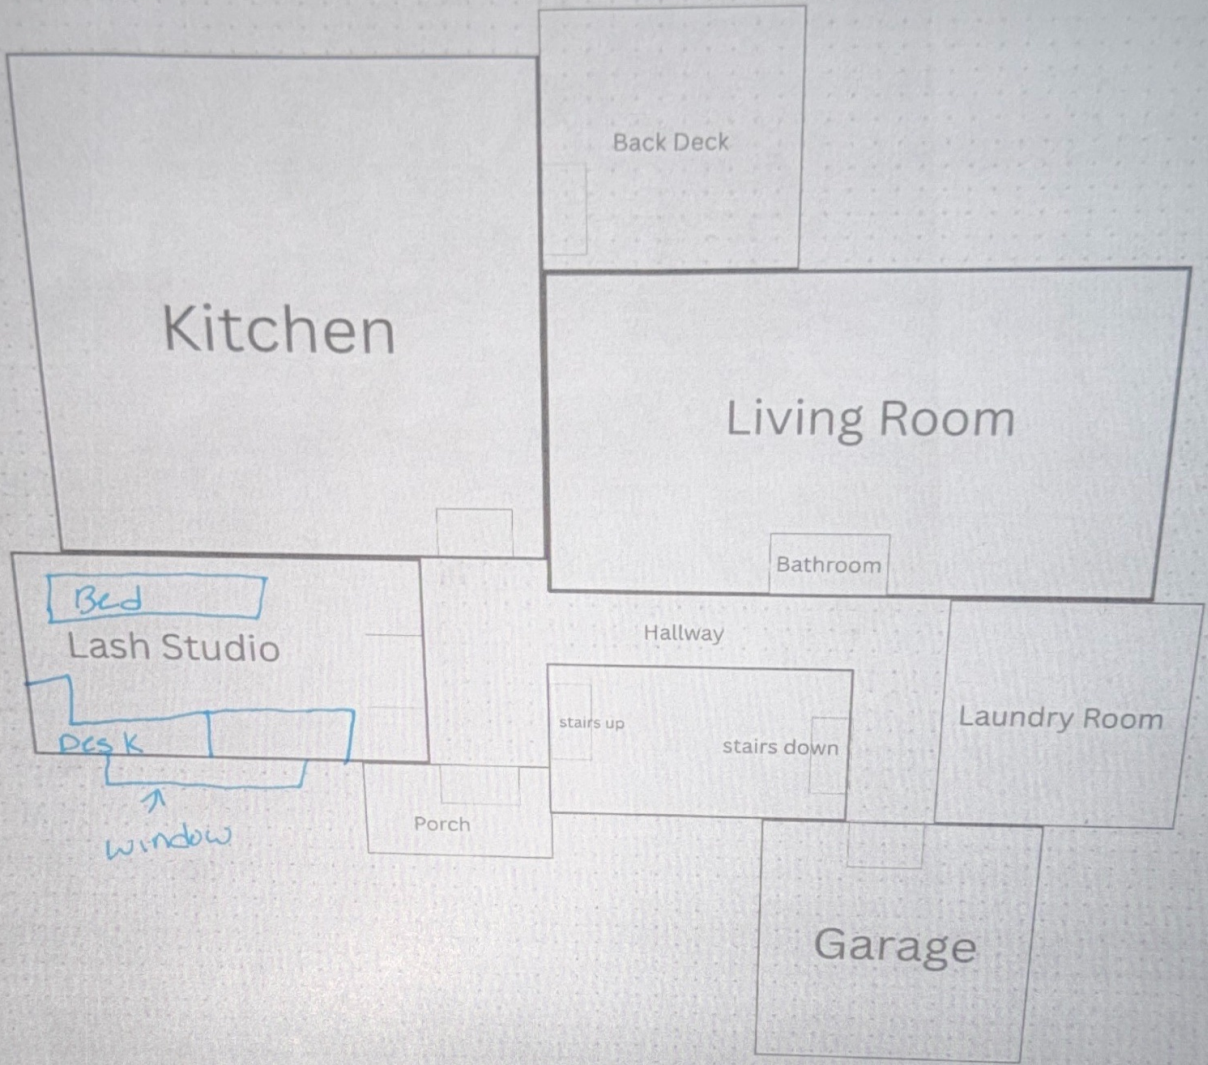 Back Deck
Kitchen
Living Room
Bathroom
Bed
Lash Studio
Hallway
stairs up
stairs down
Laundry Room
Desk
Porch
window
Garage